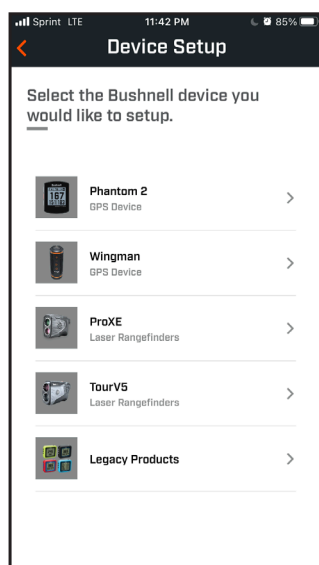 Sprint LTE 11:42 PM 85%
Device Setup
Select the Bushnell device you
would like to setup.
Phantom 2
GPS Device
Wingman
GPS Device
ProXE
Laser Rangefinders
TourV5
Laser Rangefinders
Legacy Products